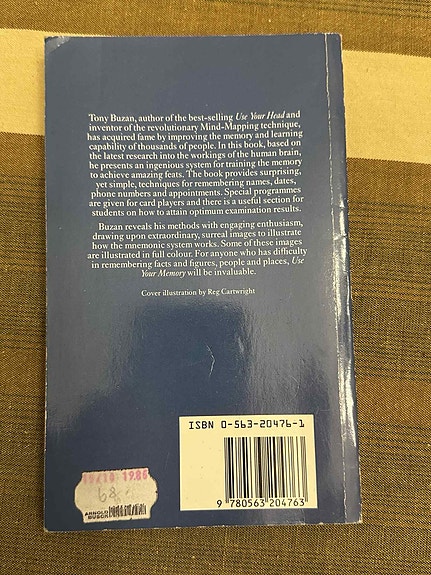 Tony Buzan, author of the best-selling Use Your Head and
inventor of the revolutionary Mind-Mapping technique,
has acquired fame by improving the memory and learning
capability of thousands of people. In this book, based on
the latest research into the workings of the human brain,
he presents an ingenious system for training the memory
to achieve amazing feats. The book provides surprising,
yet simple, techniques for remembering names, dates,
phone numbers and appointments. Special programmes
are given for card players and there is a useful section for
students on how to attain optimum examination results.
Buzan reveals his methods with engaging enthusiasm,
drawing upon extraordinary, surreal images to illustrate
how the mnemonic system works. Some of these images
are illustrated in full colour. For anyone who has difficulty
in remembering facts and figures, people and places, Use
Your Memory will be invaluable.
Cover illustration by Reg Cartwright
ISBN 0-563-20476-1
9 780563 204763
ARNOLD